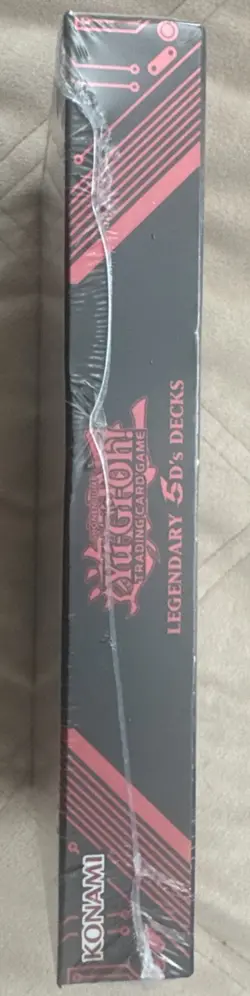 Yu-Gi-Oh!
TRADING CARD GAME
LEGENDARY 5D's DECKS
KONAMI